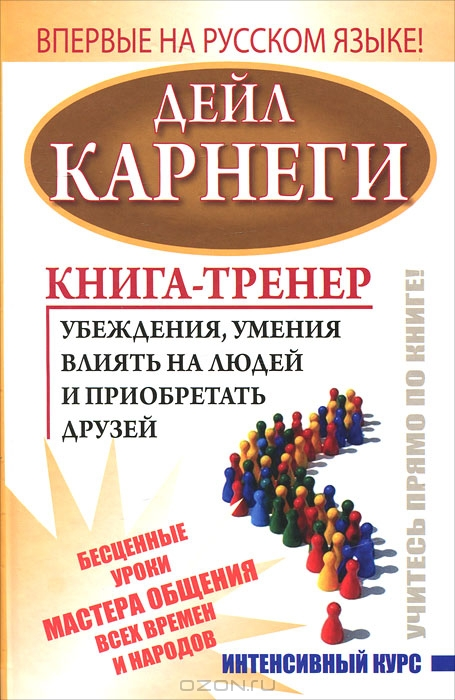 ВПЕРВЫЕ НА РУССКОМ ЯЗЫКЕ!
ДЕЙЛ
КАРНЕГИ
КНИГА-ТРЕНЕР
УБЕЖДЕНИЯ, УМЕНИЯ
ВЛИЯТЬ НА ЛЮДЕЙ
И ПРИОБРЕТАТЬ
ДРУЗЕЙ
УЧИТЕСЬ ПРЯМО ПО КНИГЕ!
БЕСЦЕННЫЕ
УРОКИ
МАСТЕРА ОБЩЕНИЯ
ВСЕХ ВРЕМЕН
И НАРОДОВ
ИНТЕНСИВНЫЙ КУРС
OZON.RU